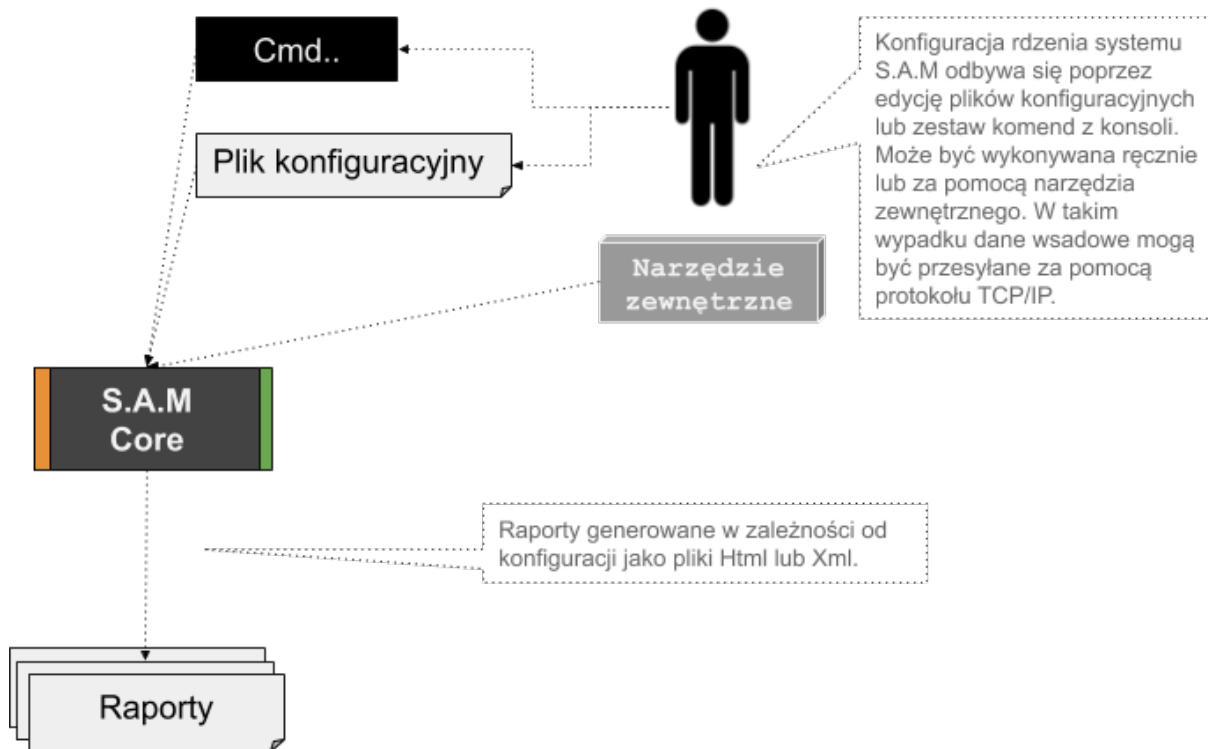 Cmd..
Konfiguracja rdzenia systemu
S.A.M odbywa się poprzez
edycję plików konfiguracyjnych
lub zestaw komend z konsoli.
Może być wykonywana ręcznie
lub za pomocą narzędzia
zewnętrznego. W takim
wypadku dane wsadowe mogą
być przesyłane za pomocą
protokołu TCP/IP.
Plik konfiguracyjny
Narzędzie
zewnętrzne
S.A.M
Core
Raporty generowane w zależności od
konfiguracji jako pliki Html lub Xml.
Raporty